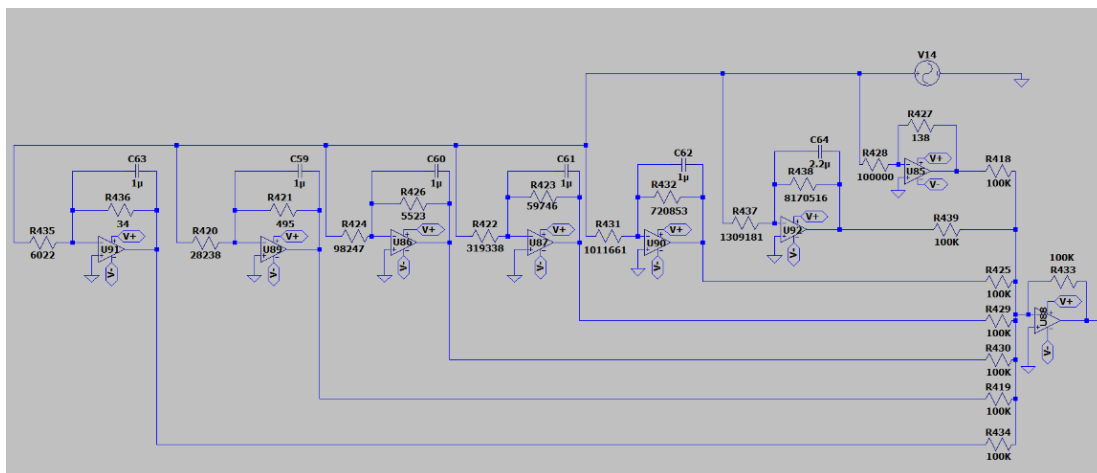 V14
R427
138
R428
100000
V+
U85
V-
R418
100K
C64
2.2µ
R438
8170516
R437
1309181
V+
U92
V-
R439
100K
C63
1µ
R436
34
R435
6022
V+
U91
V-
C59
1µ
R421
495
R420
28238
V+
U89
V-
C60
1µ
R426
5523
R424
98247
V+
U86
V-
C61
1µ
R423
59746
R422
319338
V+
U87
V-
C62
1µ
R432
720853
R431
1011661
V+
U90
V-
R425
100K
100K
R433
V+
U88
V-
R429
100K
R430
100K
R419
100K
R434
100K